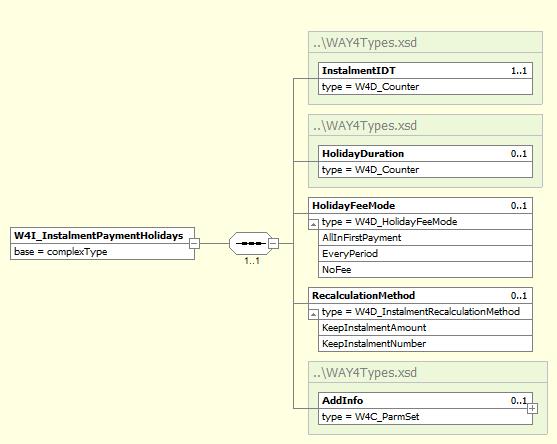 ..\WAY4Types.xsd
InstalmentIDT 1..1
type = W4D_Counter
..\WAY4Types.xsd
HolidayDuration 0..1
type = W4D_Counter
HolidayFeeMode 0..1
type = W4D_HolidayFeeMode
AllInFirstPayment
EveryPeriod
NoFee
W4I_InstalmentPaymentHolidays
base = complexType
1..1
RecalculationMethod 0..1
type = W4D_InstalmentRecalculationMethod
KeepInstalmentAmount
KeepInstalmentNumber
..\WAY4Types.xsd
AddInfo 0..1
type = W4C_ParmSet